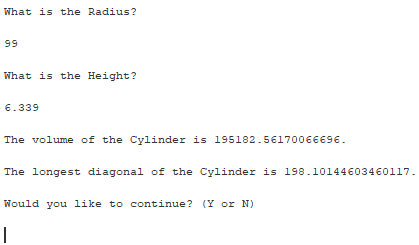 What is the Radius?
99
What is the Height?
6.339
The volume of the Cylinder is 195182.56170066696.
The longest diagonal of the Cylinder is 198.10144603460117.
Would you like to continue? (Y or N)